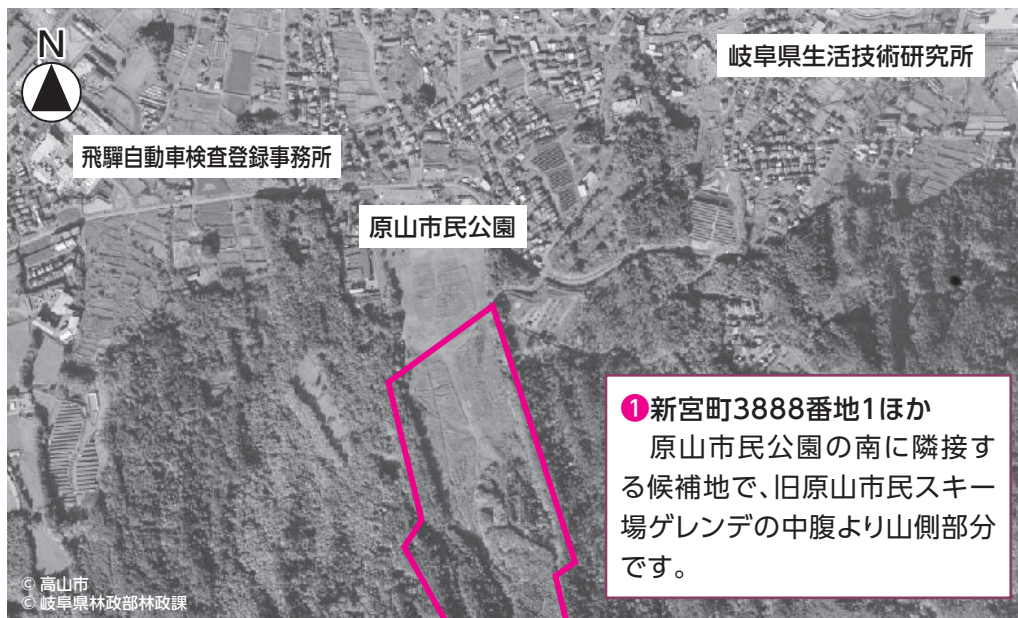 N
岐阜県生活技術研究所
飛驒自動車検査登録事務所
原山市民公園
❶新宮町3888番地1ほか
　原山市民公園の南に隣接す
る候補地で、旧原山市民スキー
場ゲレンデの中腹より山側部分
です。
© 高山市
© 岐阜県林政部林政課